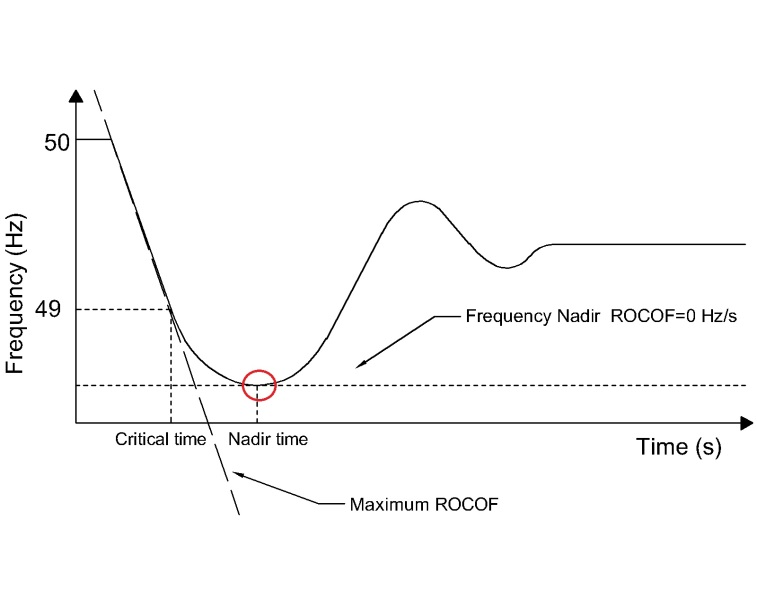 50
Frequency (Hz)
49
Frequency Nadir ROCOF=0 Hz/s
Critical time
Nadir time
Time (s)
Maximum ROCOF